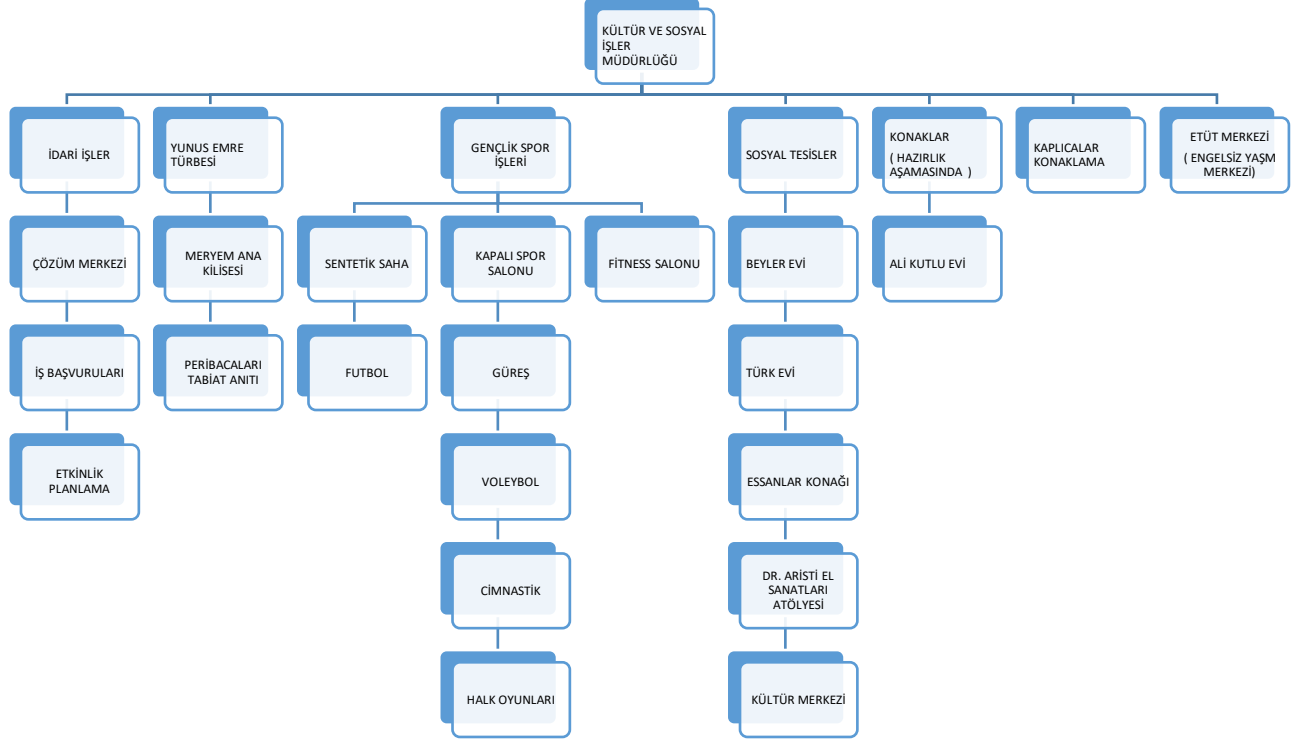 KÜLTÜR VE SOSYAL
İŞLER
MÜDÜRLÜĞÜ
İDARİ İŞLER
YUNUS EMRE
TÜRBESİ
GENÇLİK SPOR
İŞLERİ
SOSYAL TESİSLER
KONAKLAR
( HAZIRLIK
AŞAMASINDA )
KAPLICALAR
KONAKLAMA
ETÜT MERKEZİ
( ENGELSİZ YAŞM
MERKEZİ)
ÇÖZÜM MERKEZİ
MERYEM ANA
KİLİSESİ
SENTETİK SAHA
KAPALI SPOR
SALONU
FİTNESS SALONU
BEYLER EVİ
ALİ KUTLU EVİ
İŞ BAŞVURULARI
PERİBACALARI
TABİAT ANITI
FUTBOL
GÜREŞ
TÜRK EVİ
ETKİNLİK
PLANLAMA
VOLEYBOL
ESSANLAR KONAĞI
CİMNASTİK
DR. ARİSTİ EL
SANATLARI
ATÖLYESİ
HALK OYUNLARI
KÜLTÜR MERKEZİ